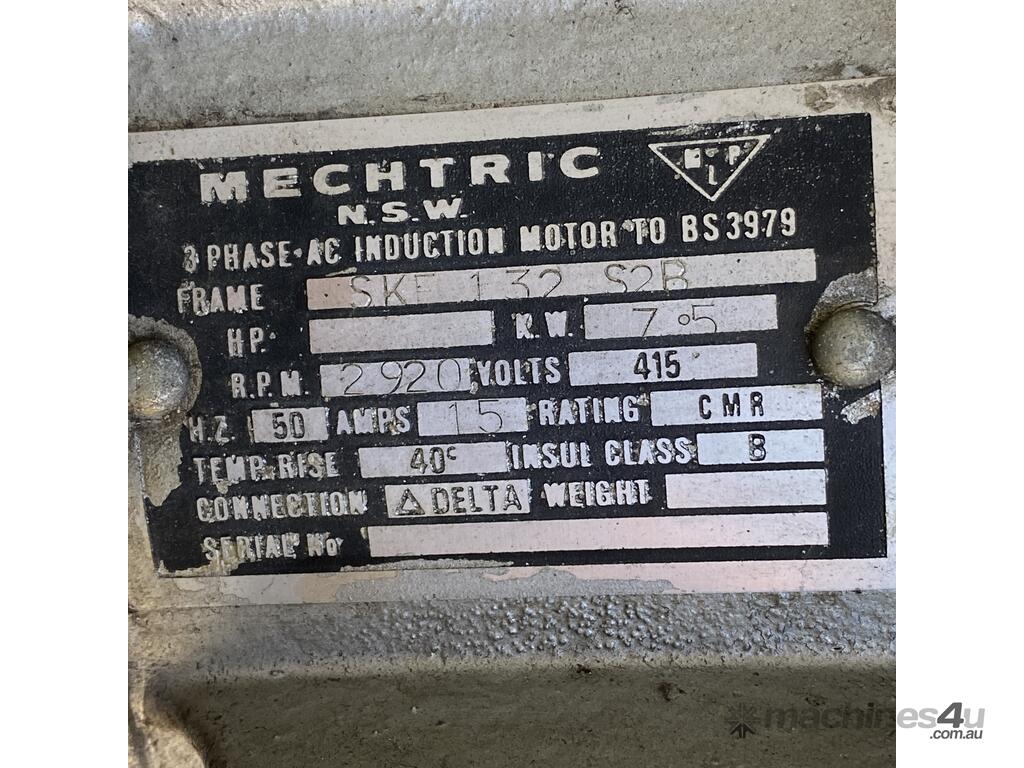 MECHTRIC
N.S.W.
M P
L
3 PHASE·AC INDUCTION MOTOR TO BS3979
FRAME SKF 132 S2B
HP. K.W. 7.5
R.P.M. 2920 VOLTS 415
H.Z. 50 AMPS 15 RATING CMR
TEMP.RISE 40°C INSUL CLASS B
CONNECTION △ DELTA WEIGHT
SERIAL No
machines4u
.com.au